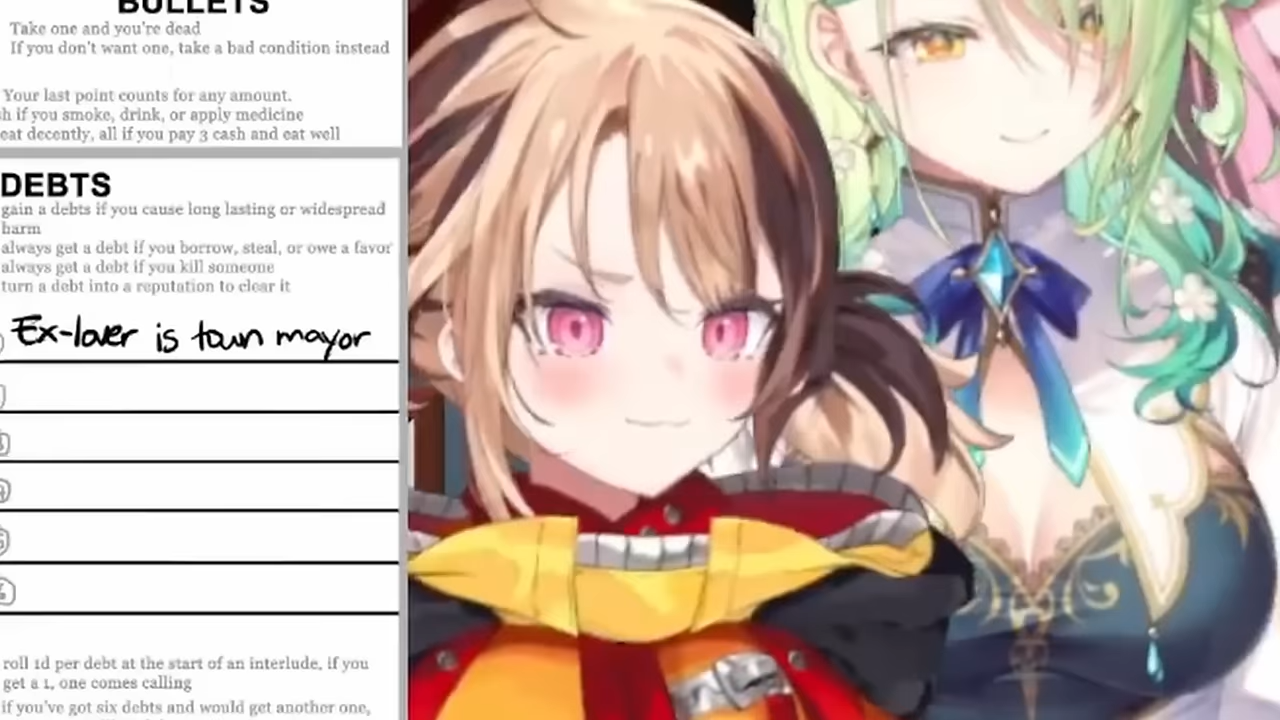 BULLETS
Take one and you're dead
If you don't want one, take a bad condition instead
Your last point counts for any amount.
if you smoke, drink, or apply medicine
eat decently, all if you pay 3 cash and eat well
DEBTS
gain a debts if you cause long lasting or widespread
harm
always get a debt if you borrow, steal, or owe a favor
always get a debt if you kill someone
turn a debt into a reputation to clear it
Ex-lover is town mayor
roll 1d per debt at the start of an interlude, if you
get a 1, one comes calling
if you've got six debts and would get another one,